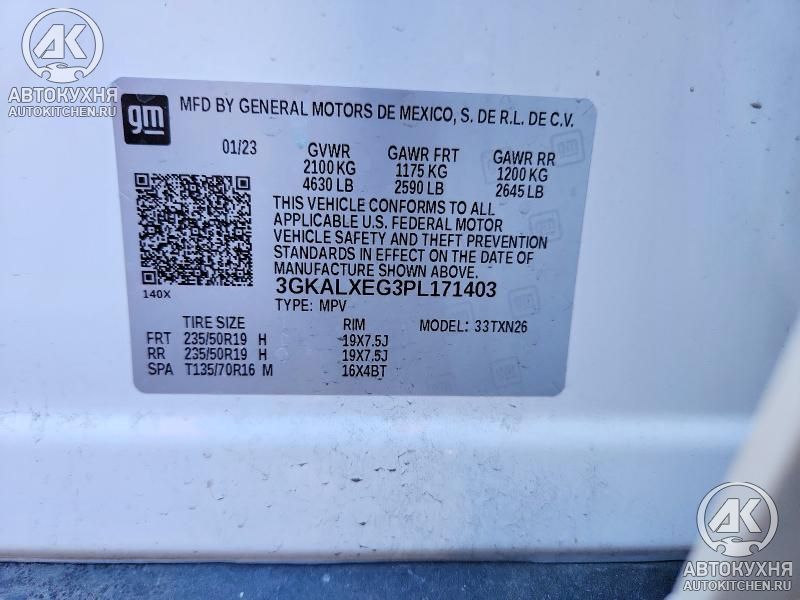 AK
АВТОКУХНЯ
AUTOKITCHEN.RU
gm
MFD BY GENERAL MOTORS DE MEXICO, S. DE R.L. DE C.V.
01/23 GVWR GAWR FRT GAWR RR
2100 KG 1175 KG 1200 KG
4630 LB 2590 LB 2645 LB
THIS VEHICLE CONFORMS TO ALL
APPLICABLE U.S. FEDERAL MOTOR
VEHICLE SAFETY AND THEFT PREVENTION
STANDARDS IN EFFECT ON THE DATE OF
MANUFACTURE SHOWN ABOVE.
140X
3GKALXEG3PL171403
TYPE: MPV
TIRE SIZE RIM MODEL: 33TXN26
FRT 235/50R19 H 19X7.5J
RR 235/50R19 H 19X7.5J
SPA T135/70R16 M 16X4BT
AK
АВТОКУХНЯ
AUTOKITCHEN.RU